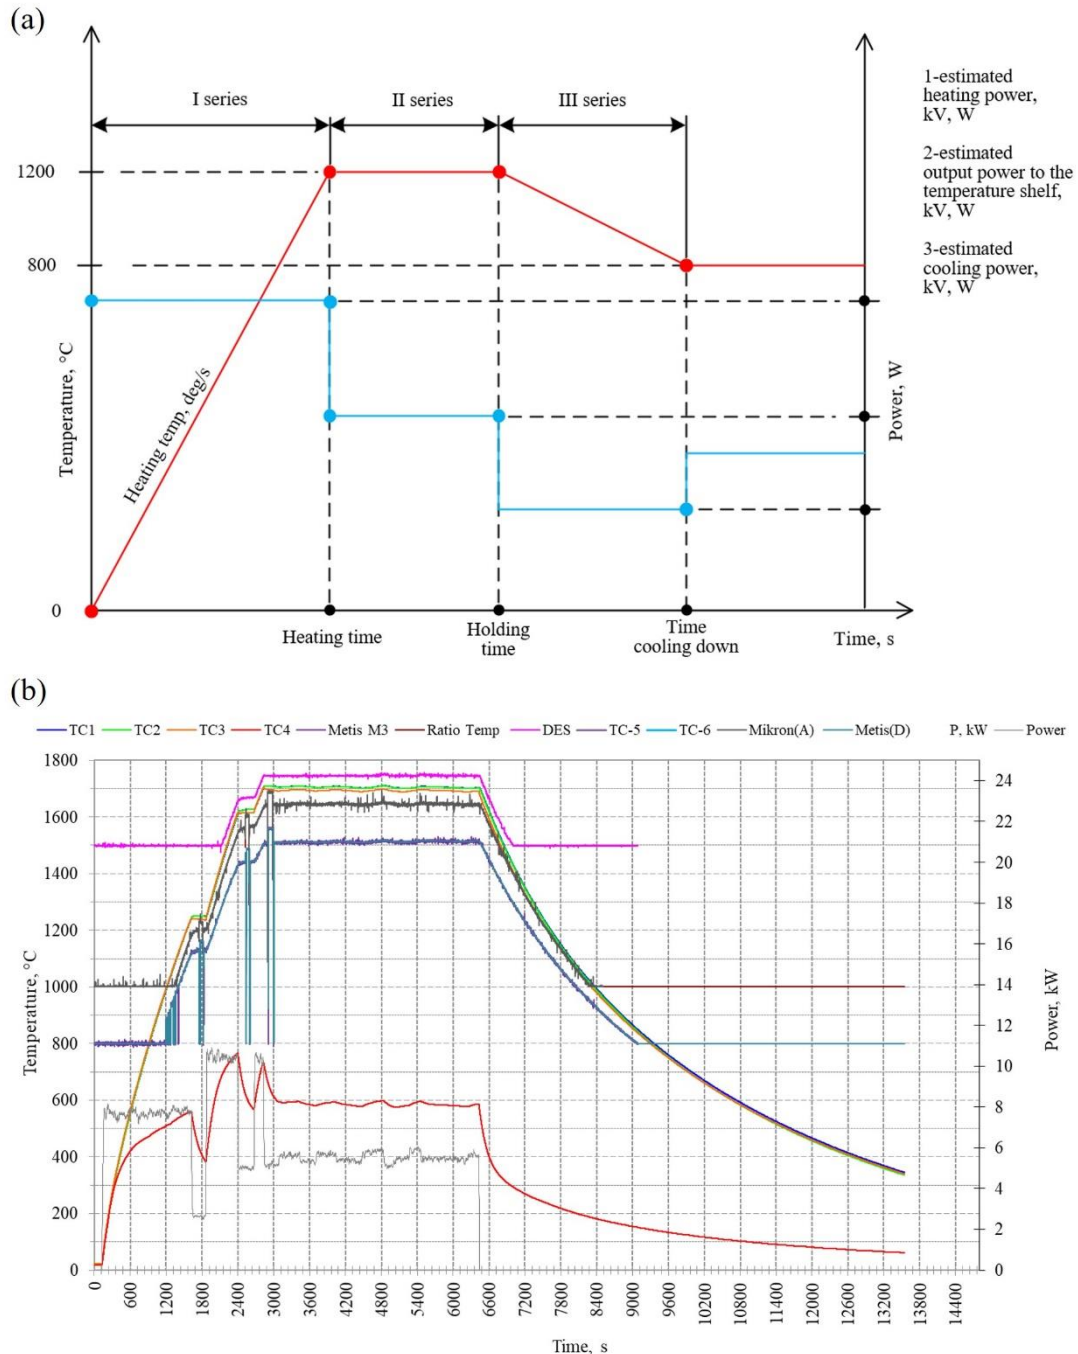 (a)
I series
II series
III series
1-estimated
heating power,
kV, W
2-estimated
output power to the
temperature shelf,
kV, W
3-estimated
cooling power,
kV, W
1200
800
0
Temperature, °C
Heating temp, deg/s
Power, W
Heating time
Holding
time
Time
cooling down
Time, s
(b)
TC1 TC2 TC3 TC4 Metis M3 Ratio Temp DES TC-5 TC-6 Mikron(A) Metis(D) P, kW Power
1800
1600
1400
1200
1000
800
600
400
200
0
Temperature, °C
24
22
20
18
16
14
12
10
8
6
4
2
0
Power, kW
0 600 1200 1800 2400 3000 3600 4200 4800 5400 6000 6600 7200 7800 8400 9000 9600 10200 10800 11400 12000 12600 13200 13800 14400
Time, s